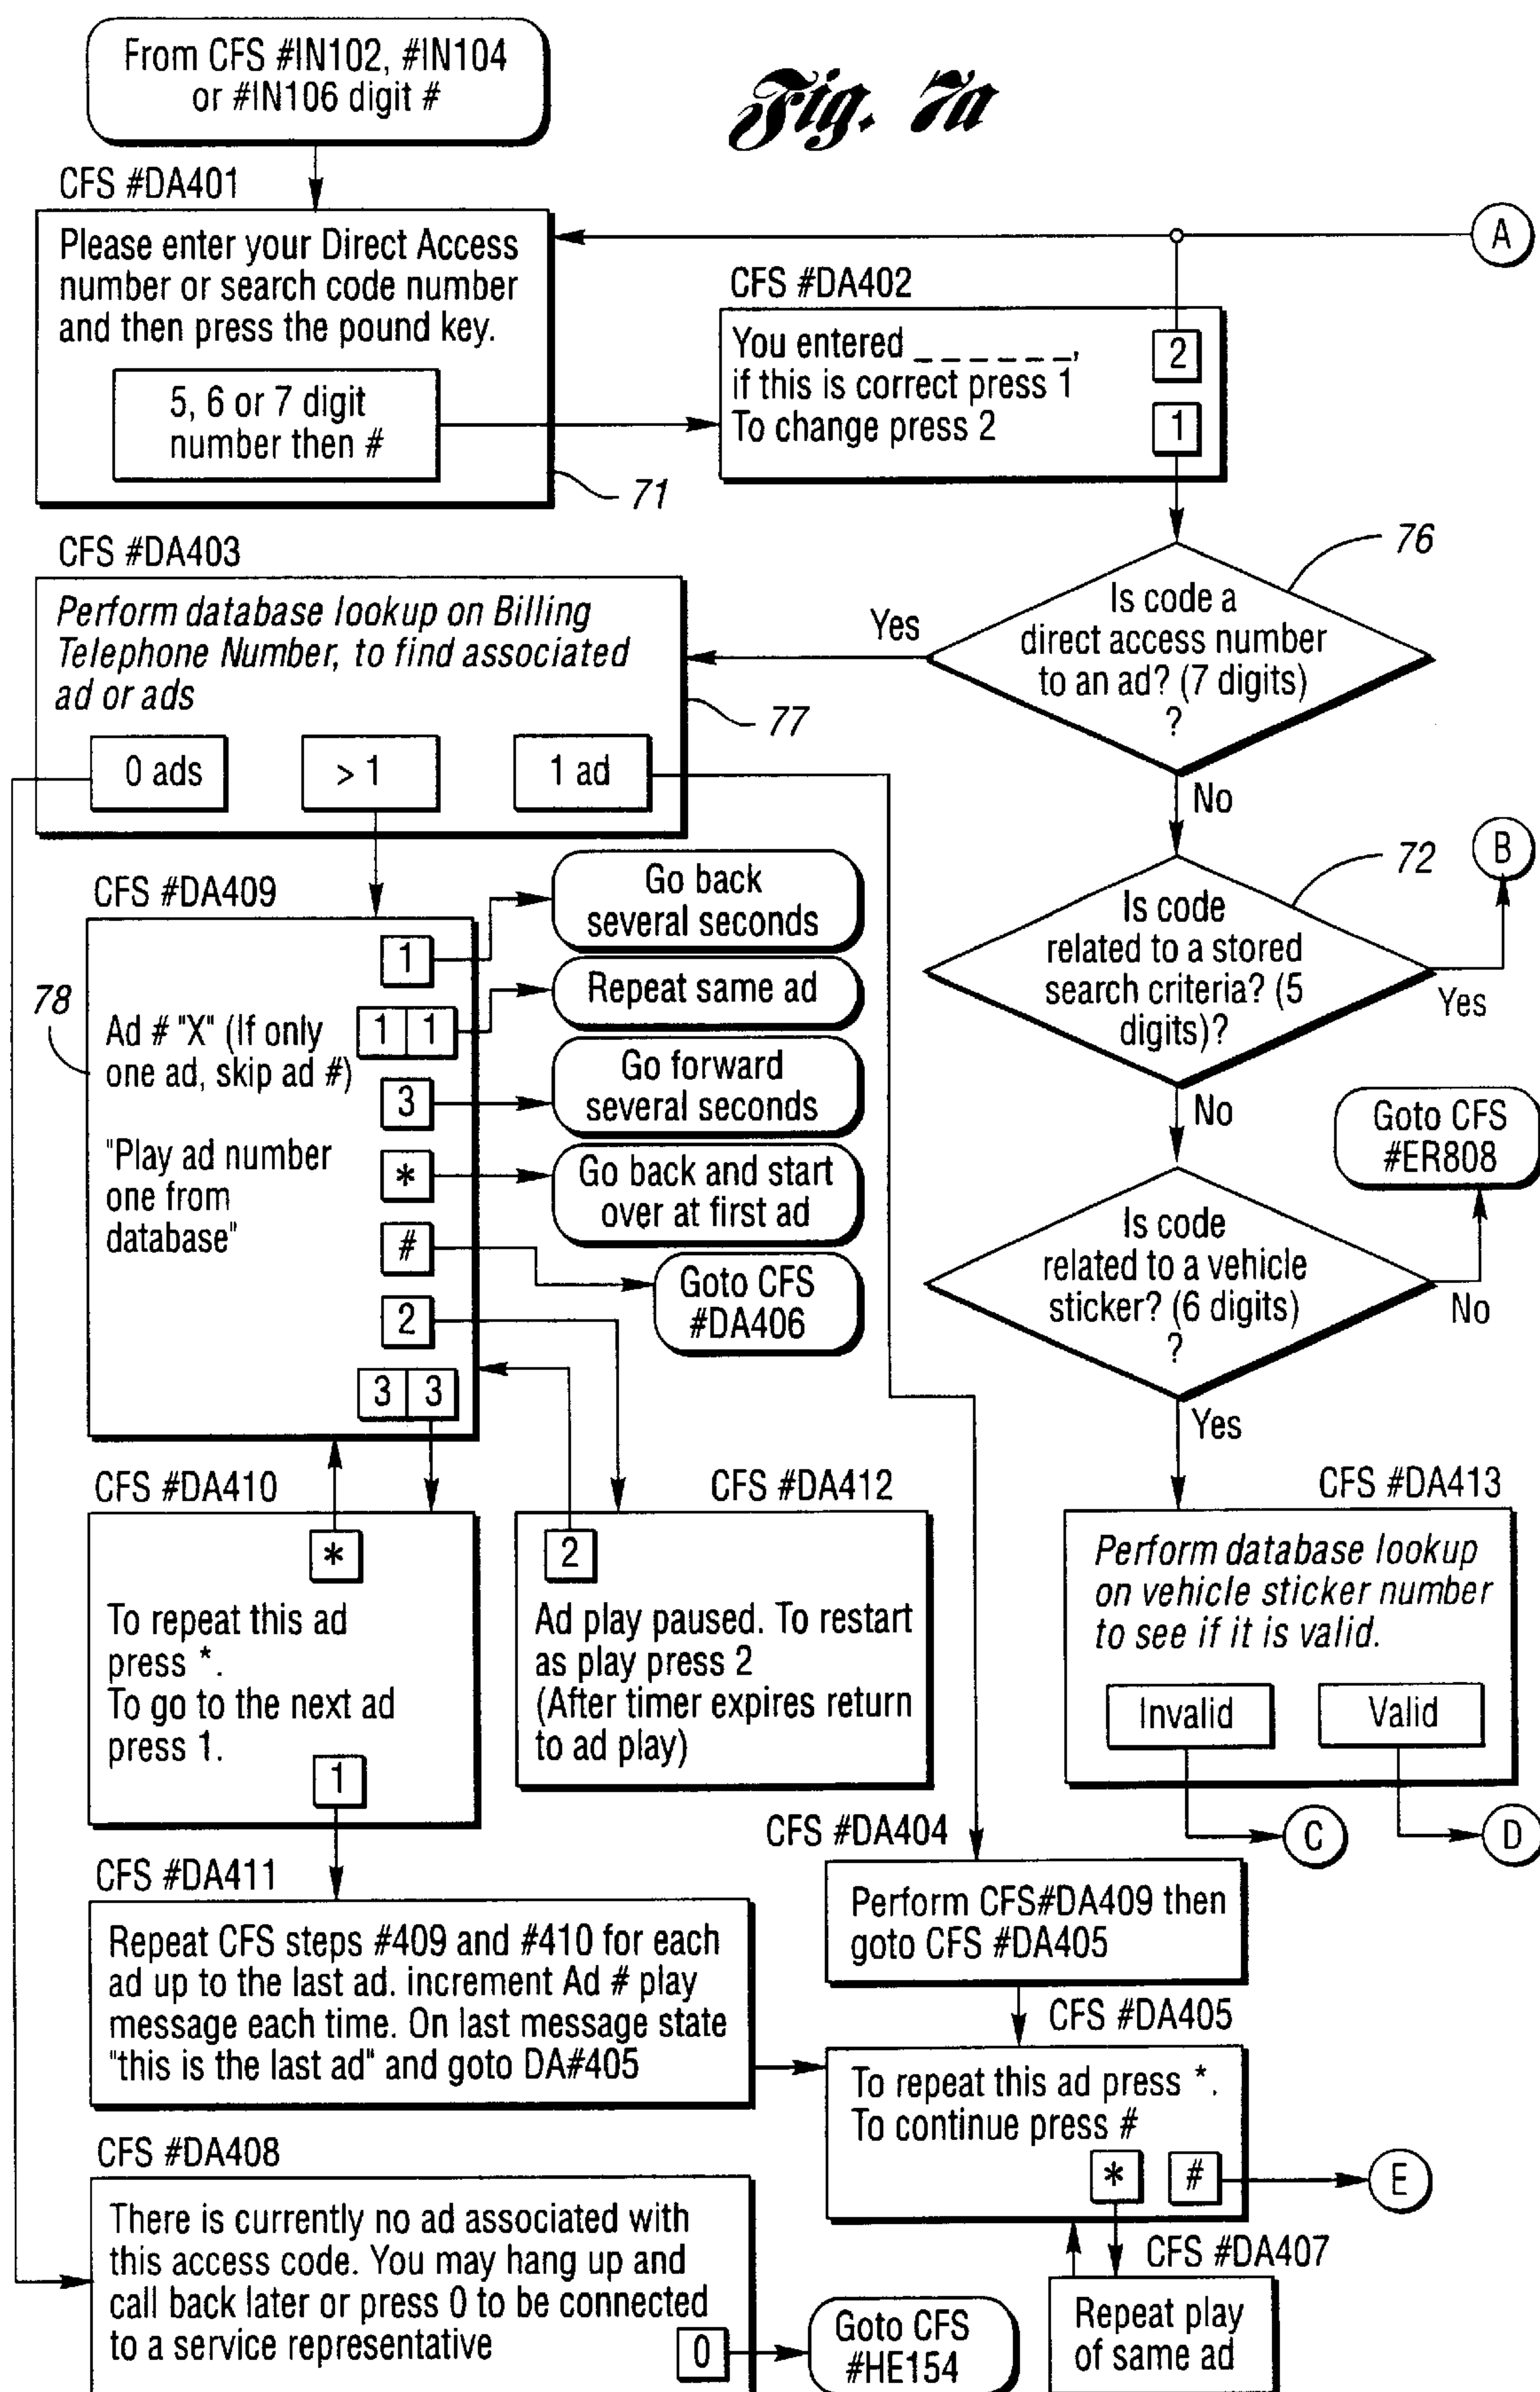 From CFS #IN102, #IN104
or #IN106 digit #
Fig. 7a
CFS #DA401
Please enter your Direct Access
number or search code number
and then press the pound key.
5, 6 or 7 digit
number then #
71
A
CFS #DA402
You entered _ _ _ _ _ _,
if this is correct press 1
To change press 2
2
1
76
Is code a
direct access number
to an ad? (7 digits)
?
Yes
No
CFS #DA403
Perform database lookup on Billing
Telephone Number, to find associated
ad or ads
77
0 ads
> 1
1 ad
72
B
Is code
related to a stored
search criteria? (5
digits)?
Yes
No
CFS #DA409
78
Ad # "X" (If only
one ad, skip ad #)
"Play ad number
one from
database"
1
Go back
several seconds
1 1
Repeat same ad
3
Go forward
several seconds
*
Go back and start
over at first ad
#
Goto CFS
#DA406
2
3 3
Goto CFS
#ER808
Is code
related to a vehicle
sticker? (6 digits)
?
No
Yes
CFS #DA410
*
To repeat this ad
press *.
To go to the next ad
press 1.
1
CFS #DA412
2
Ad play paused. To restart
as play press 2
(After timer expires return
to ad play)
CFS #DA413
Perform database lookup
on vehicle sticker number
to see if it is valid.
Invalid
Valid
C
D
CFS #DA404
Perform CFS#DA409 then
goto CFS #DA405
CFS #DA411
Repeat CFS steps #409 and #410 for each
ad up to the last ad. increment Ad # play
message each time. On last message state
"this is the last ad" and goto DA#405
CFS #DA405
To repeat this ad press *.
To continue press #
*
#
E
CFS #DA408
There is currently no ad associated with
this access code. You may hang up and
call back later or press 0 to be connected
to a service representative
0
Goto CFS
#HE154
CFS #DA407
Repeat play
of same ad